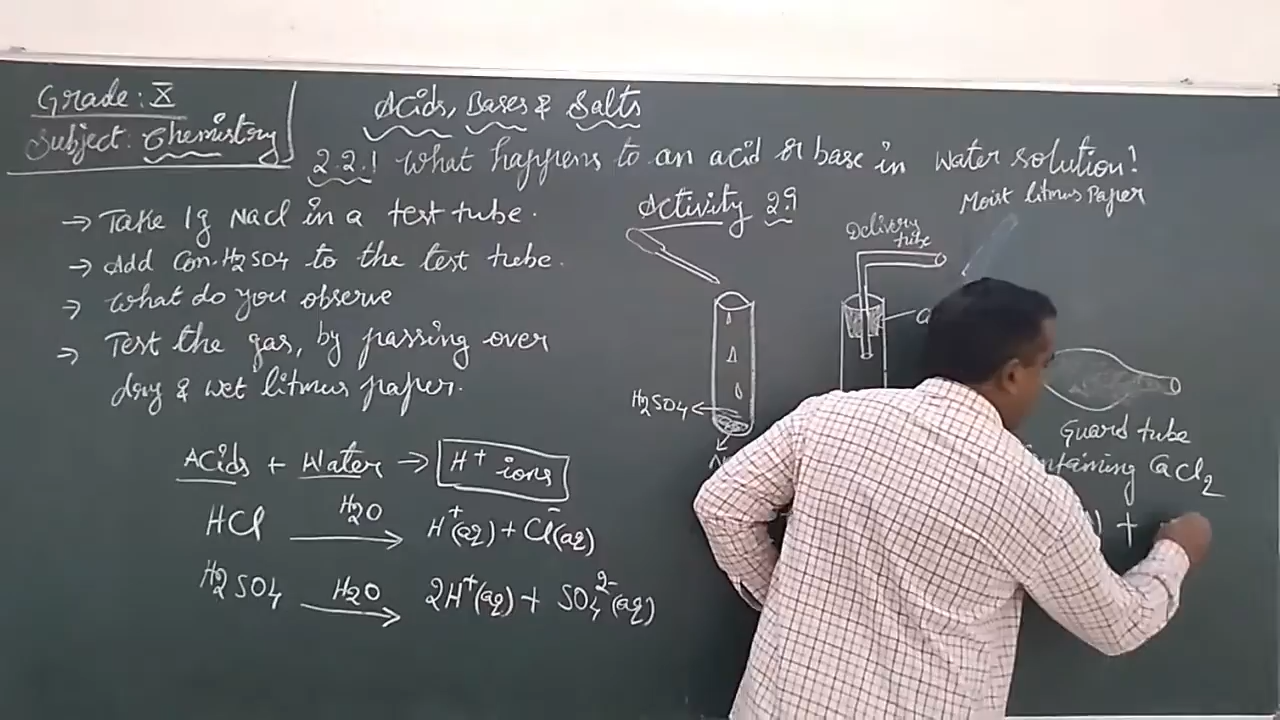 Grade: X
Subject: Chemistry
Acids, Bases & Salts
2.2.1 What happens to an acid or base in water solution?
Activity 2.9
→ Take 1g Nacl in a test tube.
→ Add Con.H₂SO4 to the test tube.
→ What do you observe
→ Test the gas, by passing over
dry & wet litmus paper.
Acids + Water → H⁺ ions
HCl H₂O → H⁺(aq) + Cl⁻(aq)
H₂SO4 H2O → 2H⁺(aq) + SO₄²⁻(aq)
H₂SO4
Delivery
tube
Moist litmus Paper
Guard tube
CaCl₂
+